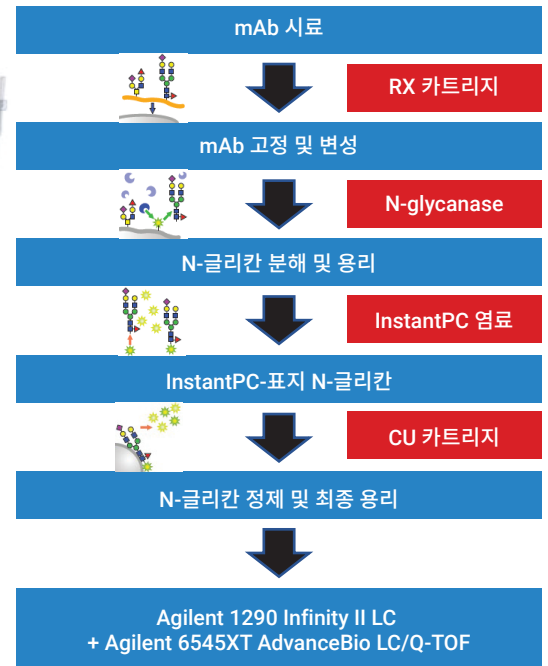 mAb 시료
RX 카트리지
mAb 고정 및 변성
N-glycanase
N-글리칸 분해 및 용리
InstantPC 염료
InstantPC-표지 N-글리칸
CU 카트리지
N-글리칸 정제 및 최종 용리
Agilent 1290 Infinity II LC
+ Agilent 6545XT AdvanceBio LC/Q-TOF